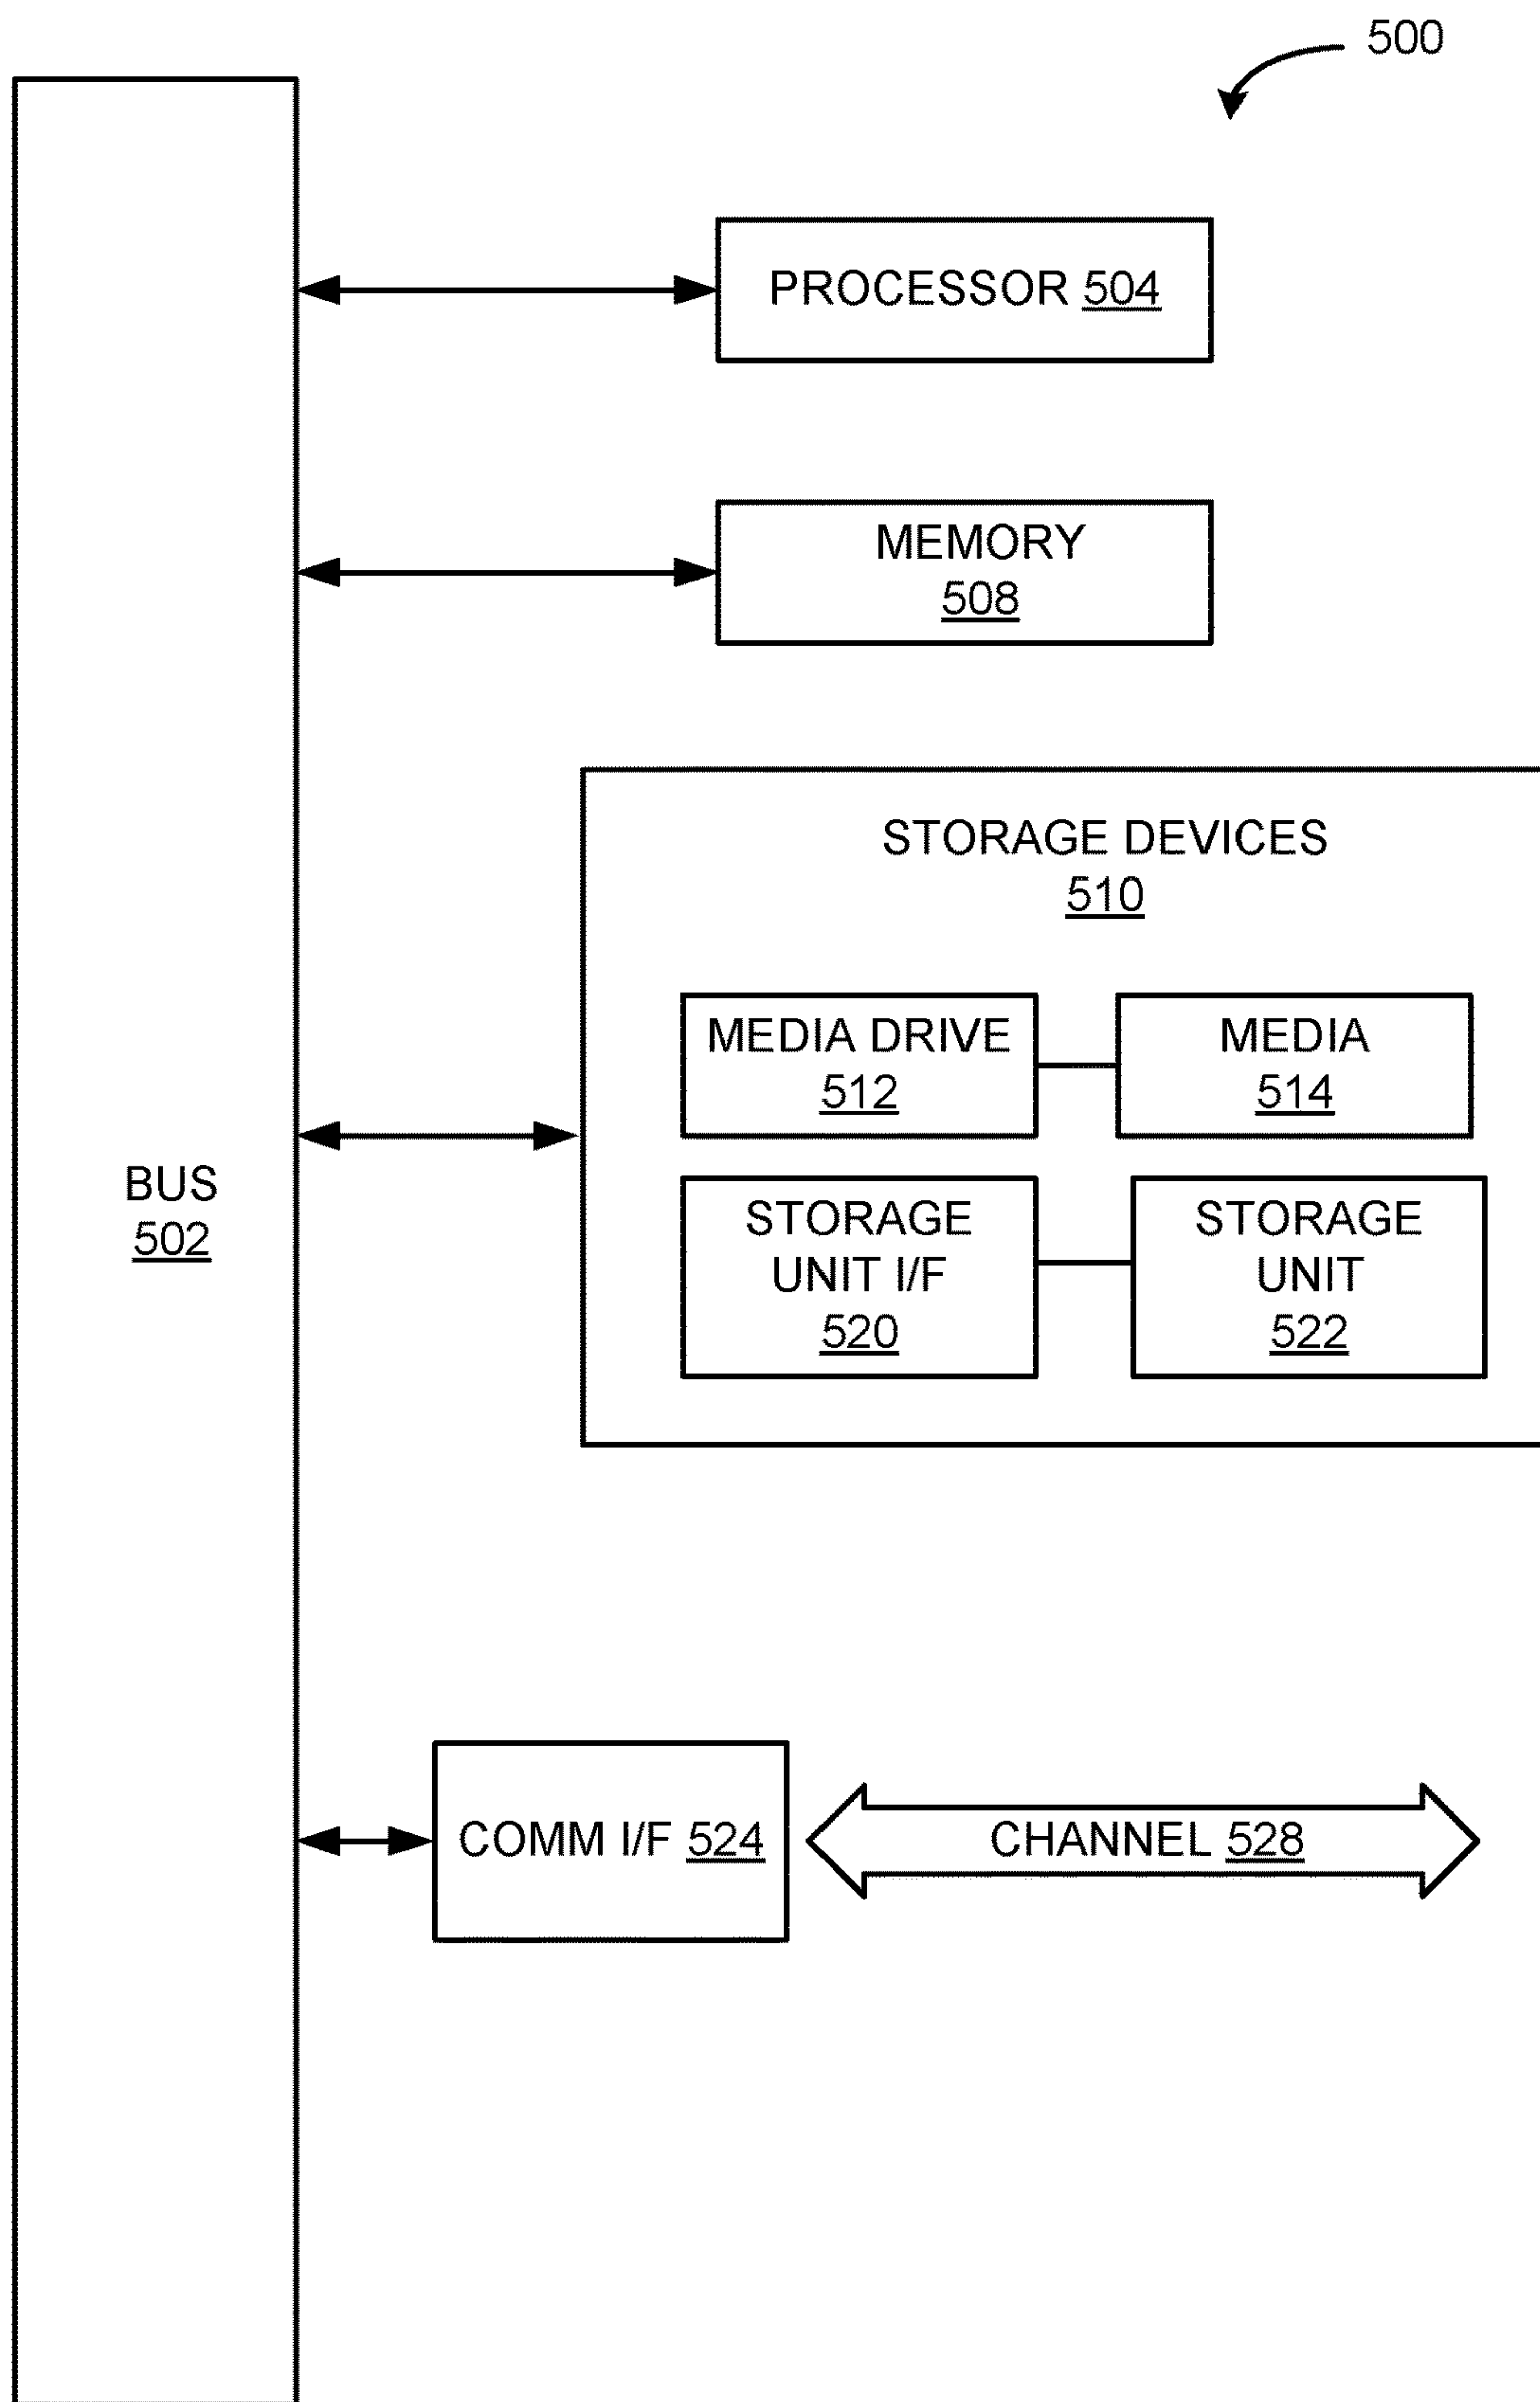 500
PROCESSOR 504
MEMORY
508
STORAGE DEVICES
510
MEDIA DRIVE
512
MEDIA
514
BUS
502
STORAGE
UNIT I/F
520
STORAGE
UNIT
522
COMM I/F 524
CHANNEL 528